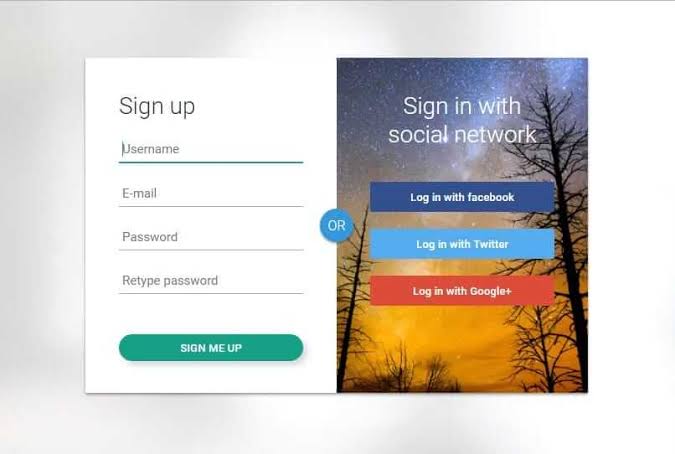 Sign up
Username
E-mail
Password
Retype password
SIGN ME UP
OR
Sign in with
social network
Log in with facebook
Log in with Twitter
Log in with Google+